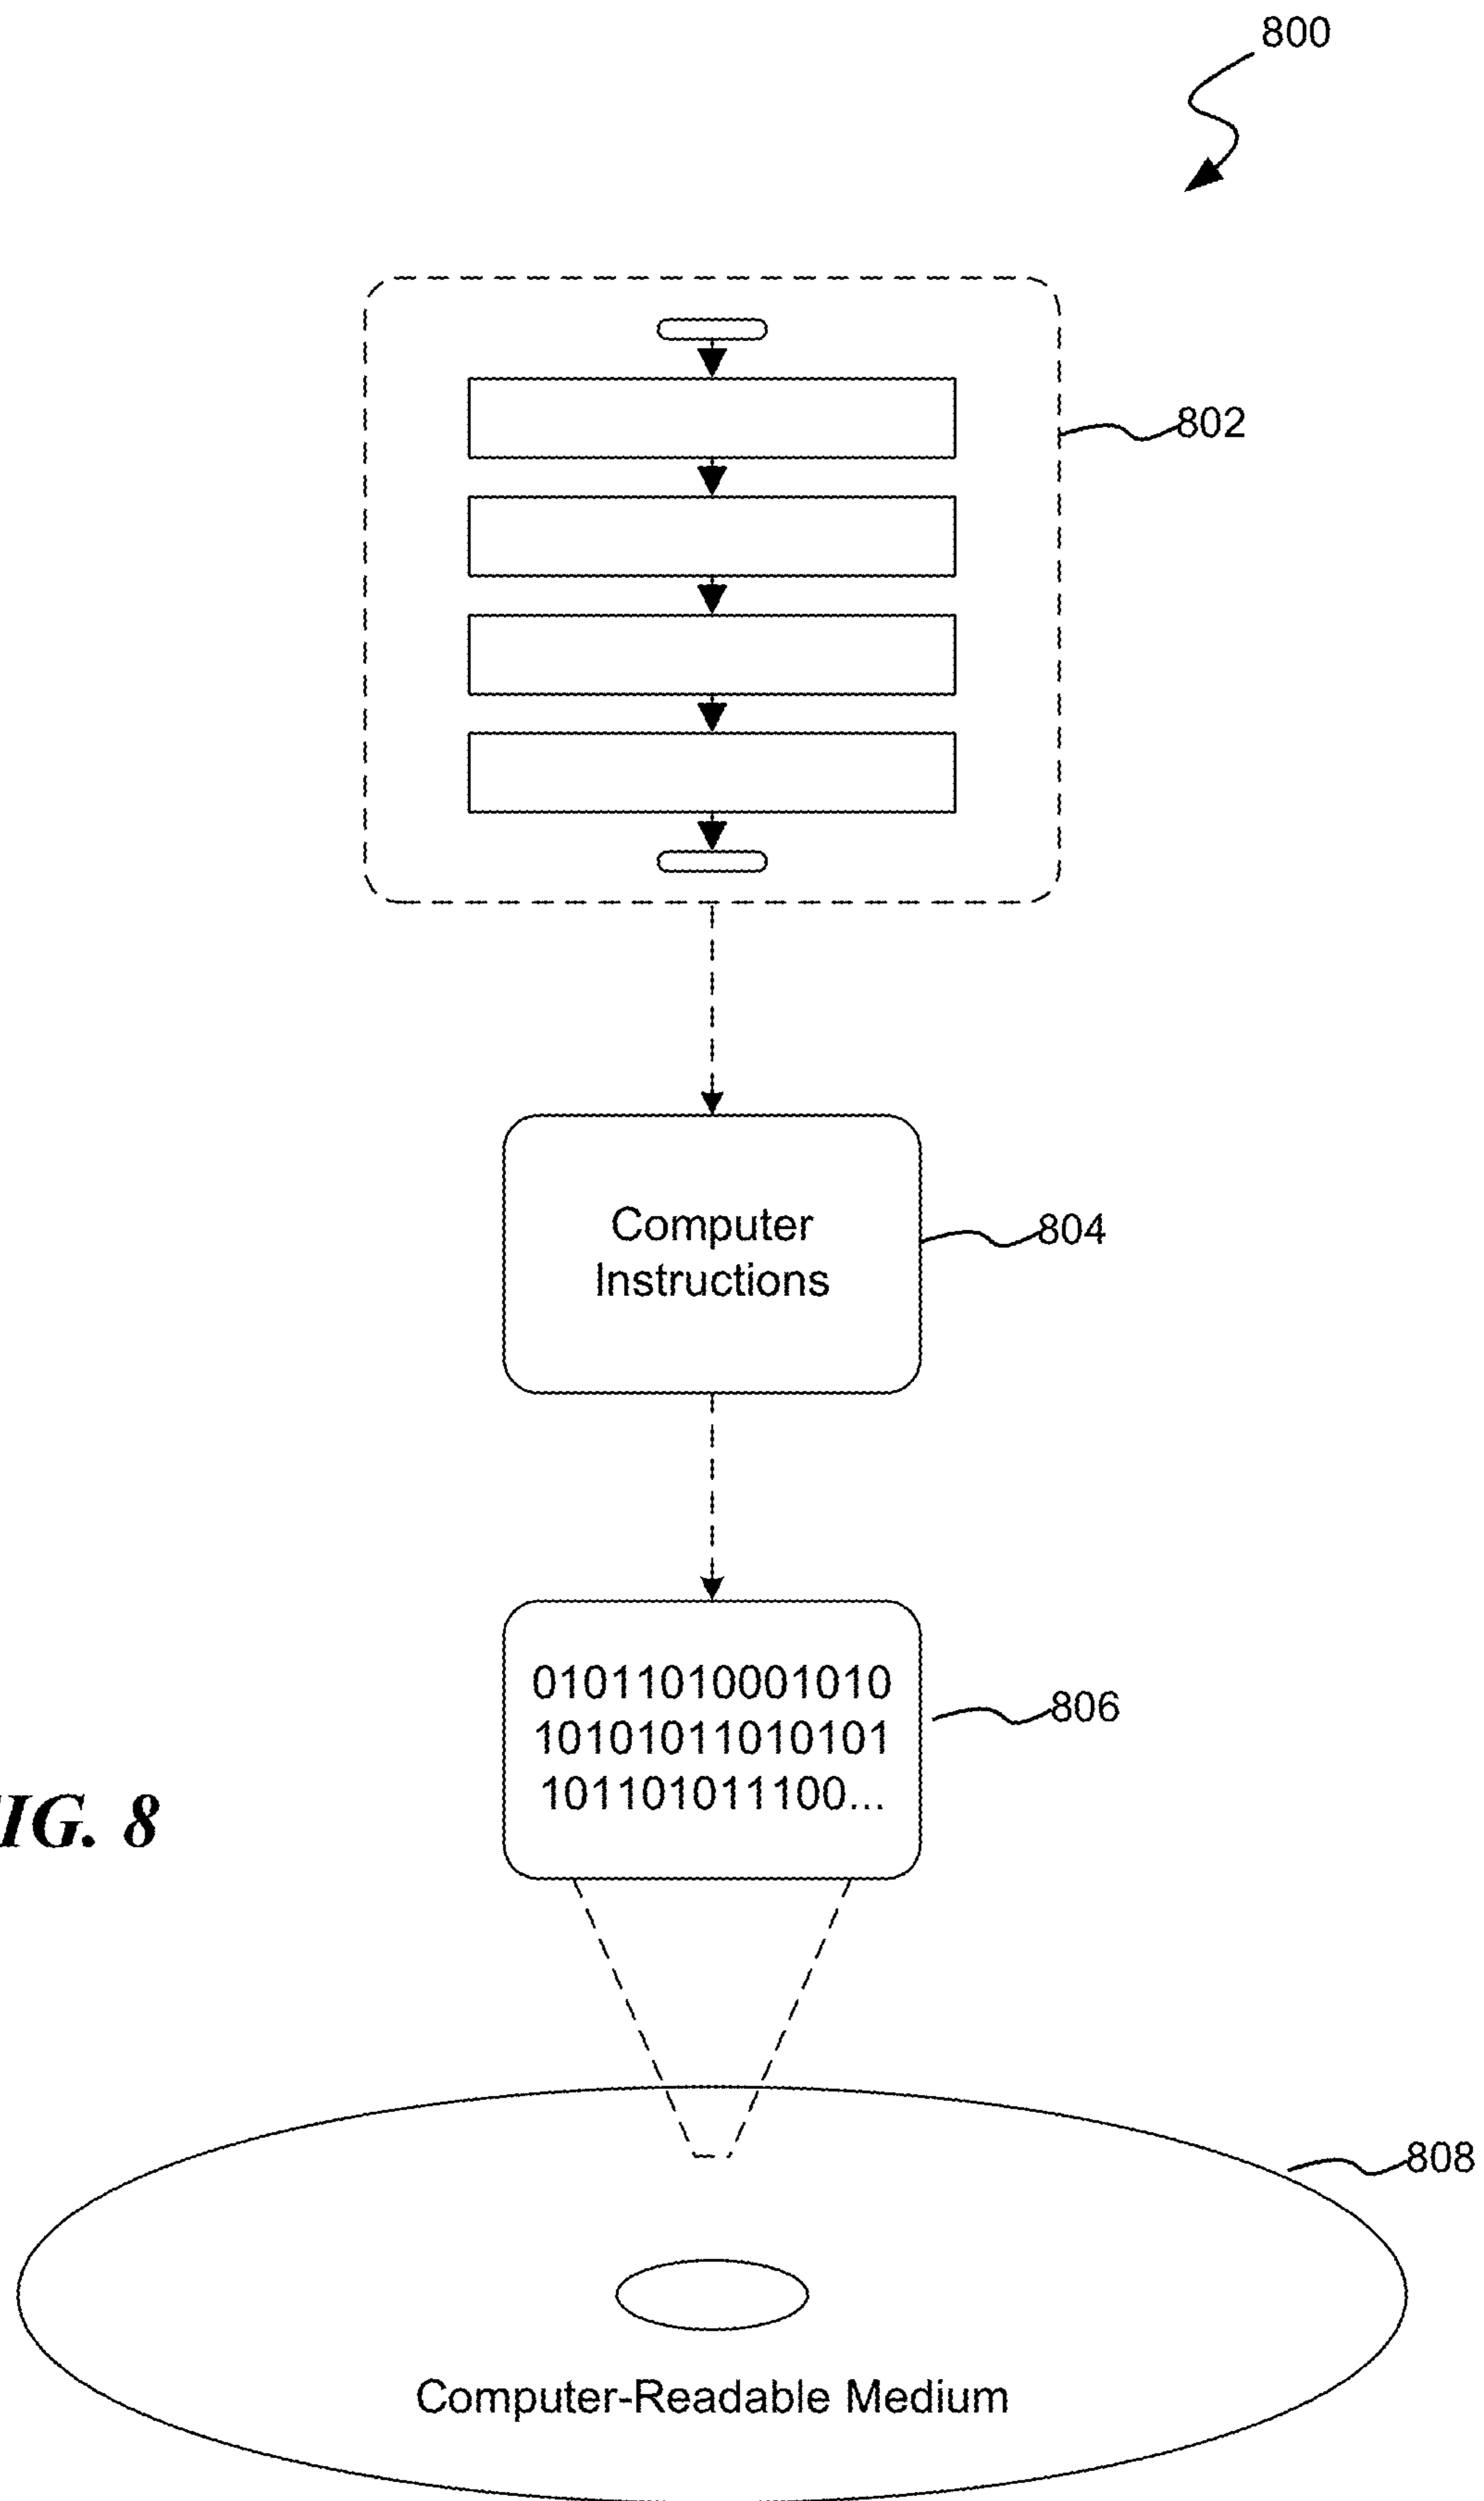 800
802
Computer
Instructions
804
01011010001010
10101011010101
101101011100...
806
IG. 8
808
Computer-Readable Medium